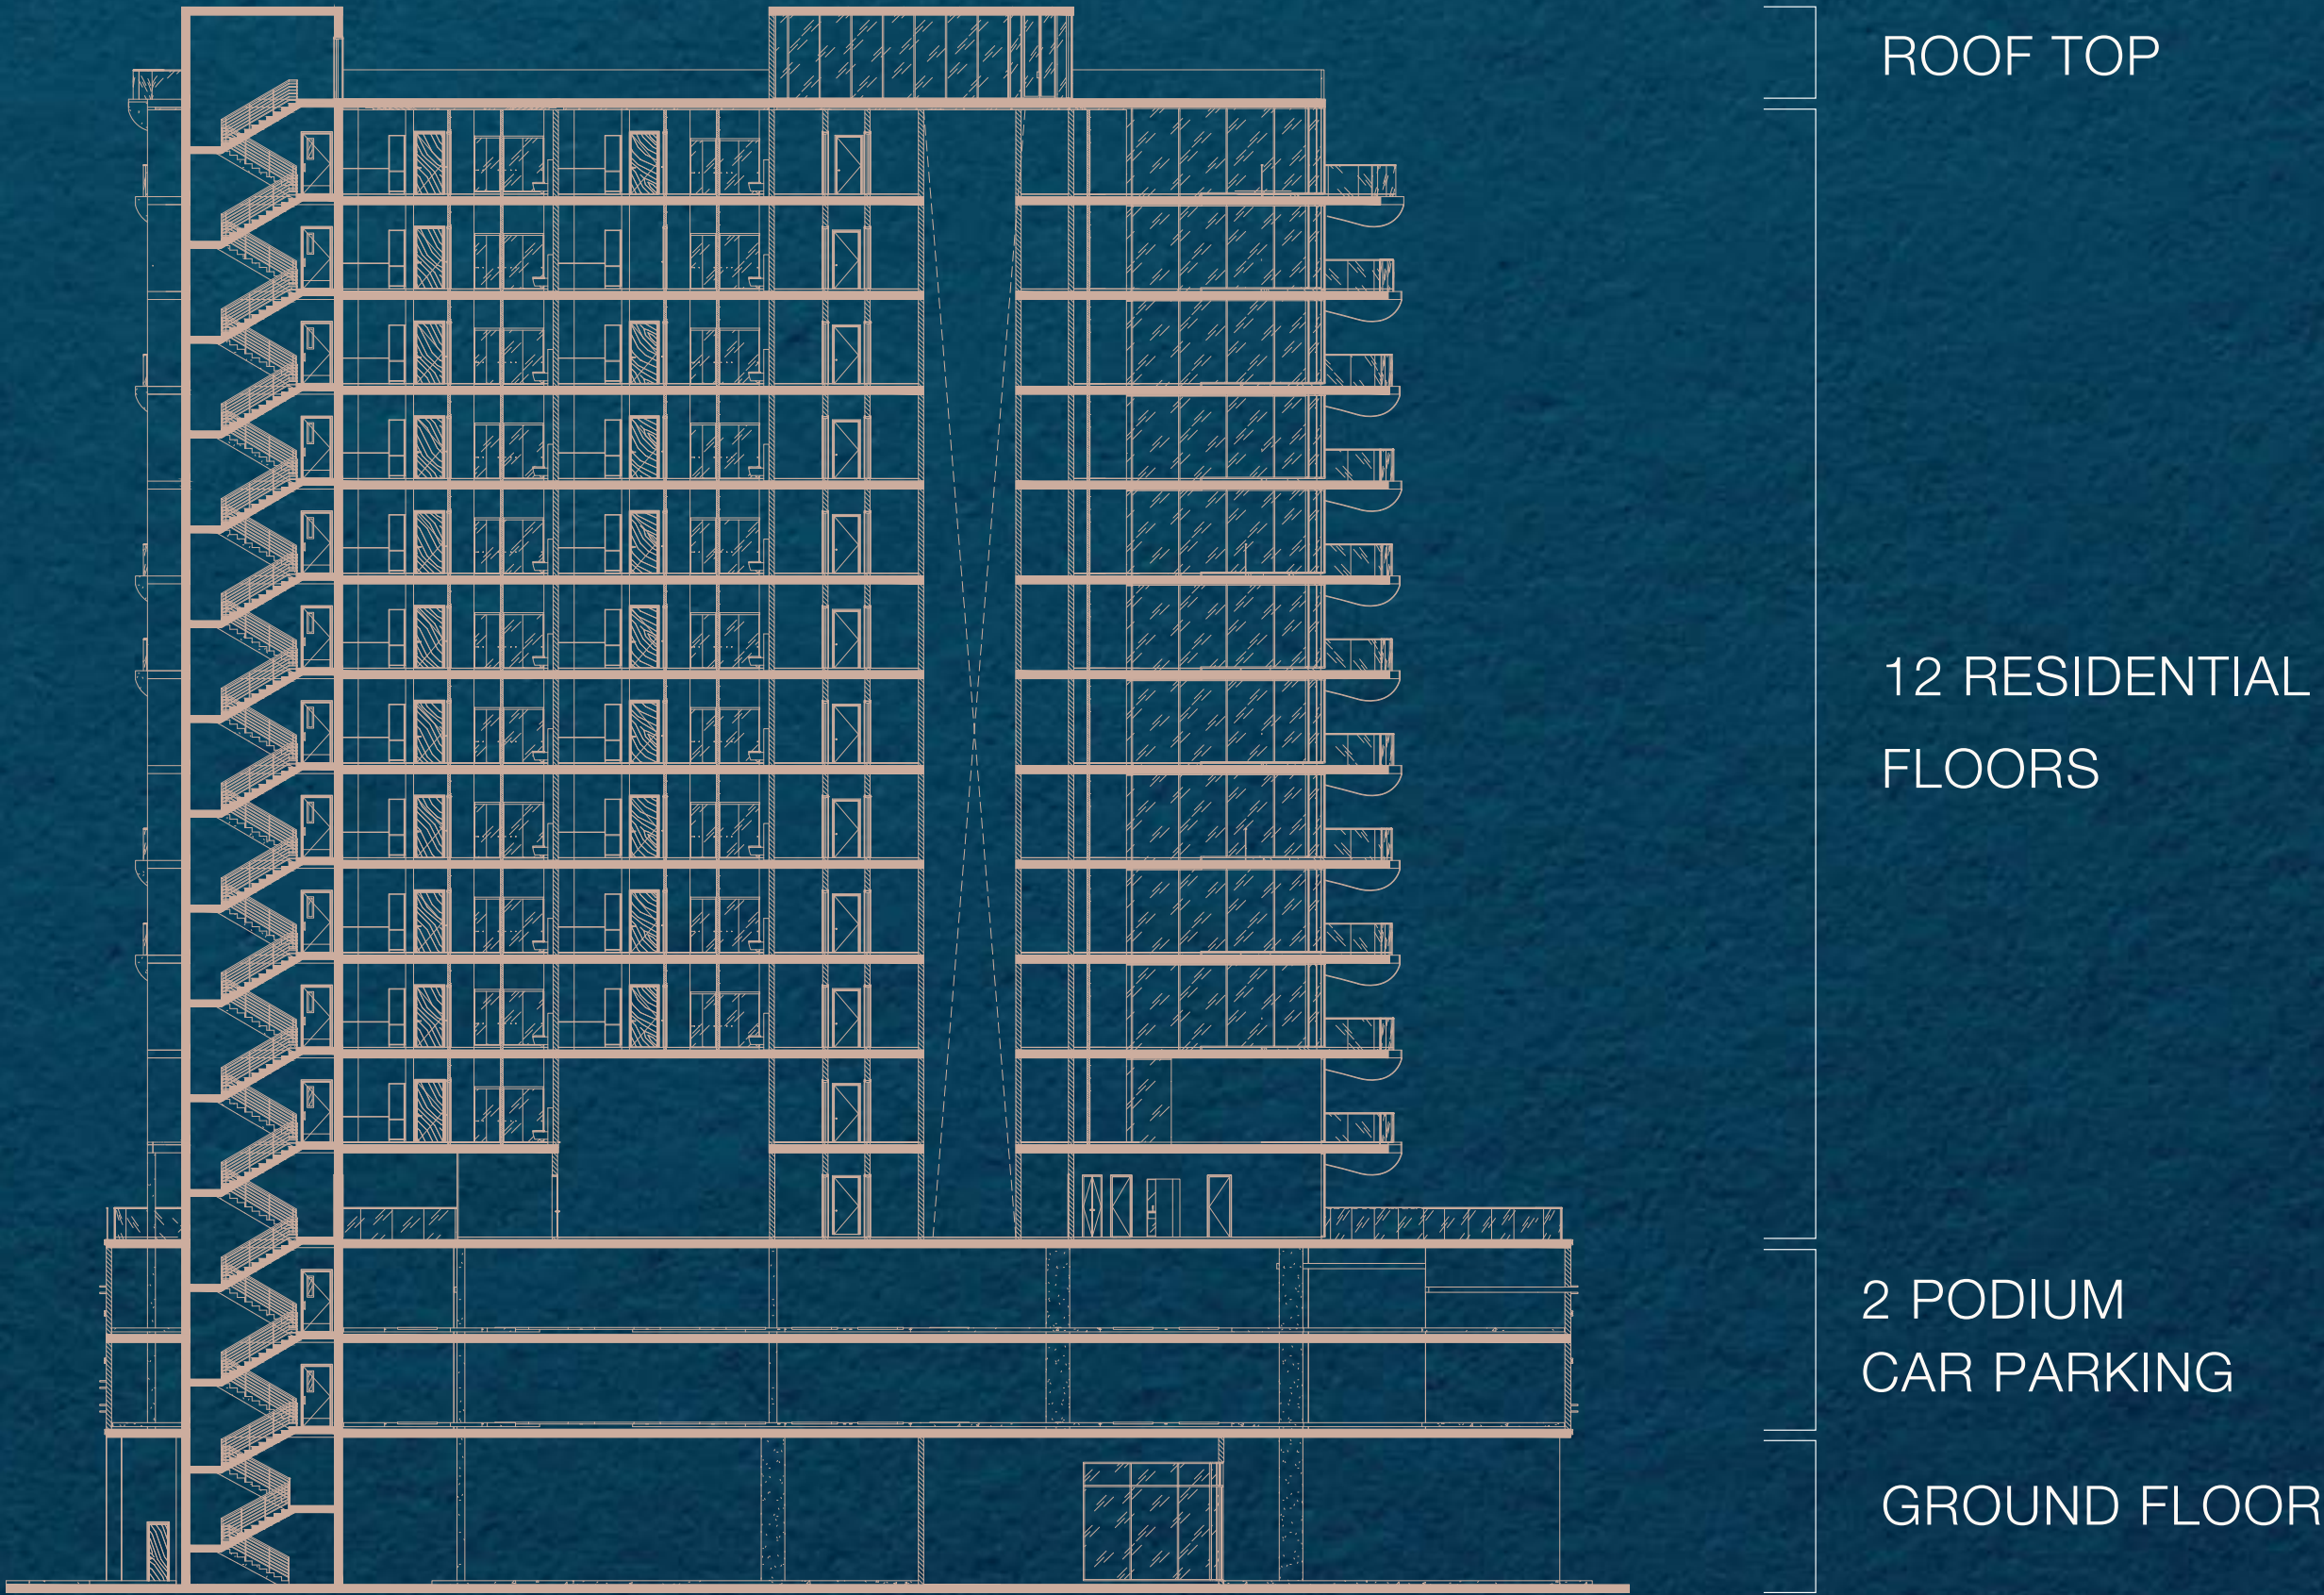 ROOF TOP
12 RESIDENTIAL
FLOORS
2 PODIUM
CAR PARKING
GROUND FLOOR